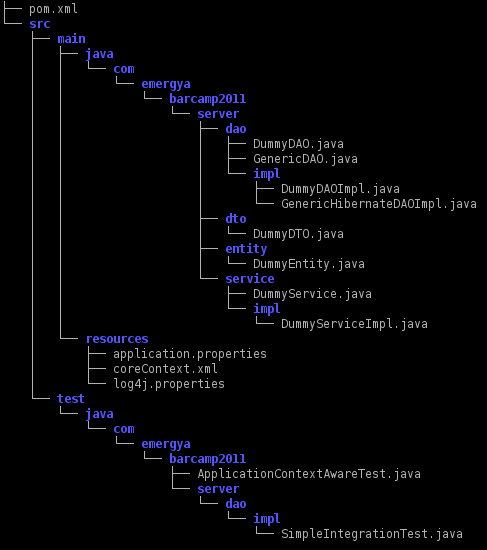 pom.xml
src
main
java
com
emergya
barcamp2011
server
dao
DummyDAO.java
GenericDAO.java
impl
DummyDAOImpl.java
GenericHibernateDAOImpl.java
dto
DummyDTO.java
entity
DummyEntity.java
service
DummyService.java
impl
DummyServiceImpl.java
resources
application.properties
coreContext.xml
log4j.properties
test
java
com
emergya
barcamp2011
ApplicationContextAwareTest.java
server
dao
impl
SimpleIntegrationTest.java